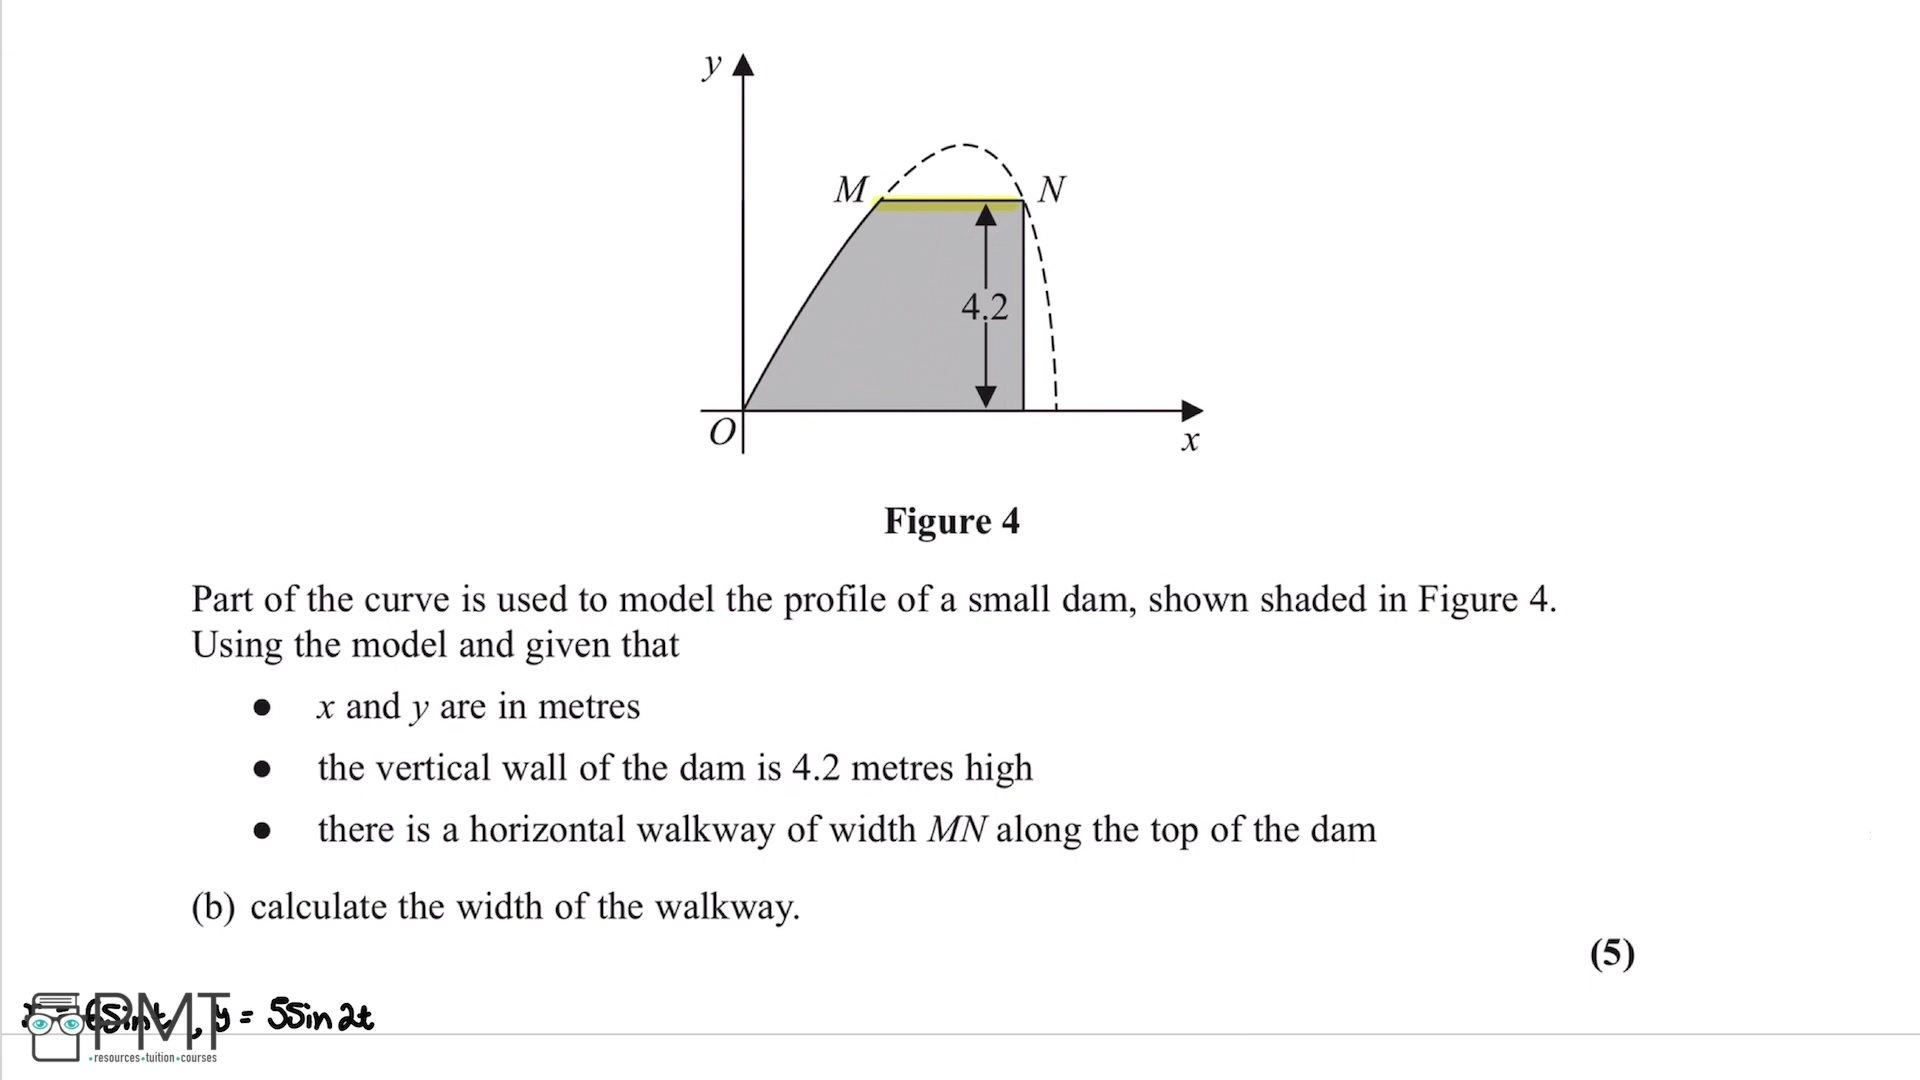 y
M N
4.2
O
x
Figure 4
Part of the curve is used to model the profile of a small dam, shown shaded in Figure 4.
Using the model and given that
● x and y are in metres
● the vertical wall of the dam is 4.2 metres high
● there is a horizontal walkway of width MN along the top of the dam
(b) calculate the width of the walkway.
(5)
6sint, y = 5sin2t
PMT
•resources•tuition•courses